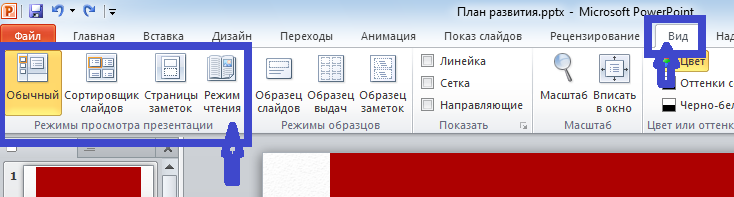 План развития.pptx - Microsoft PowerPoint
Файл Главная Вставка Дизайн Переходы Анимация Показ слайдов Рецензирование Вид Над
Обычный Сортировщик слайдов Страницы заметок Режим чтения
Образец слайдов Образец выдач Образец заметок
Линейка
Сетка
Направляющие
Масштаб Вписать в окно
Цвет
Оттенки с
Черно-бел
Режимы просмотра презентации Режимы образцов Показать Масштаб Цвет или оттенк
1